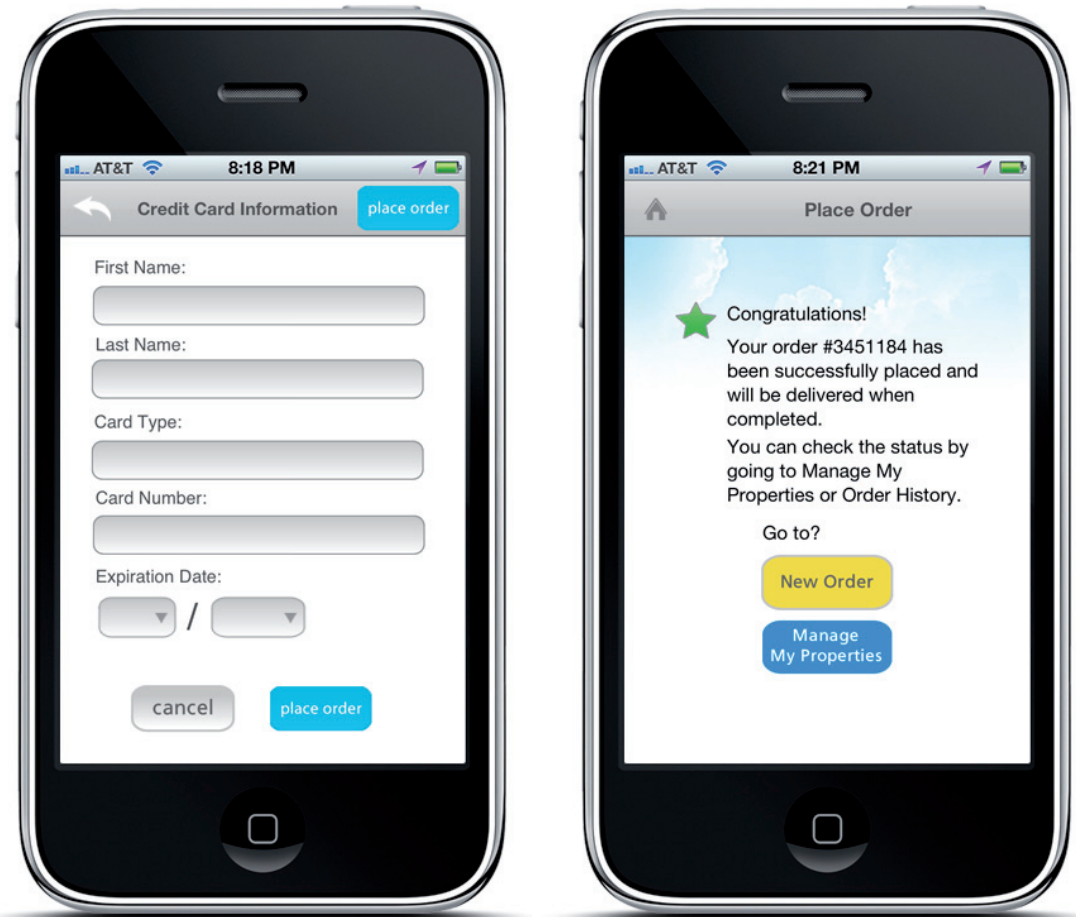 AT&T 8:18 PM
Credit Card Information place order
First Name:
Last Name:
Card Type:
Card Number:
Expiration Date:
/
cancel place order
AT&T 8:21 PM
Place Order
Congratulations!
Your order #3451184 has
been successfully placed and
will be delivered when
completed.
You can check the status by
going to Manage My
Properties or Order History.
Go to?
New Order
Manage
My Properties